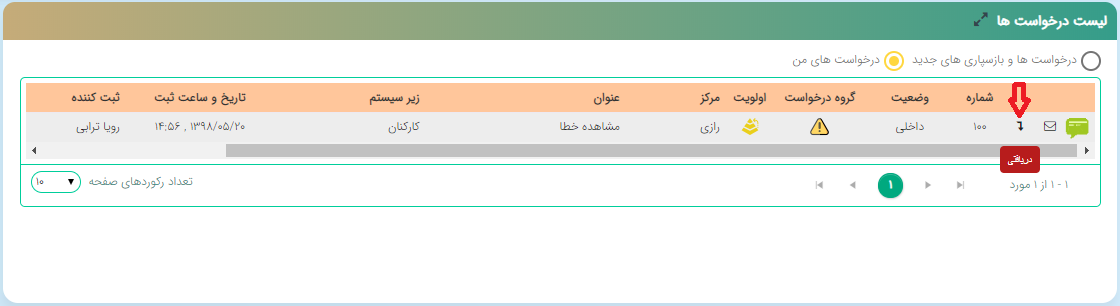 لیست درخواست ها
درخواست ها و بازسپاری های جدید درخواست های من
شماره وضعیت گروه درخواست اولویت مرکز عنوان زیر سیستم تاریخ و ساعت ثبت ثبت کننده
۱۰۰ داخلی رازی مشاهده خطا کارکنان ۱۳۹۸/۰۵/۲۰ , ۱۴:۵۶ رویا ترابی
دریافتی
۱ - ۱ از ۱ مورد ۱ تعداد رکوردهای صفحه ۱۰